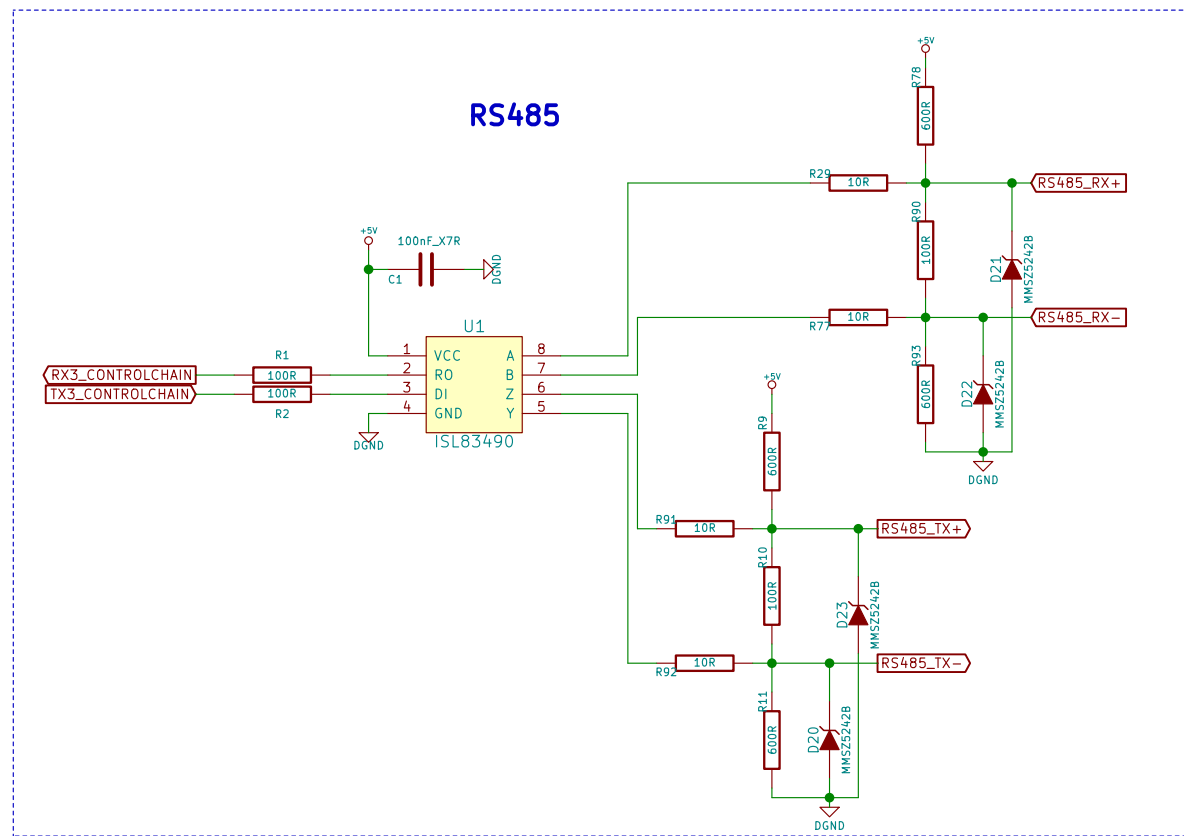 RS485
+5V
R78
600R
R29
10R
RS485_RX+
R90
100R
D21
MMSZ5242B
R77
10R
RS485_RX-
R93
600R
D22
MMSZ5242B
DGND
+5V
100nF_X7R
C1
DGND
U1
1 VCC A 8
2 RO B 7
3 DI Z 6
4 GND Y 5
ISL83490
RX3_CONTROLCHAIN
R1
100R
TX3_CONTROLCHAIN
100R
R2
DGND
+5V
R9
600R
R91
10R
RS485_TX+
R10
100R
D23
MMSZ5242B
R92
10R
RS485_TX-
R11
600R
D20
MMSZ5242B
DGND